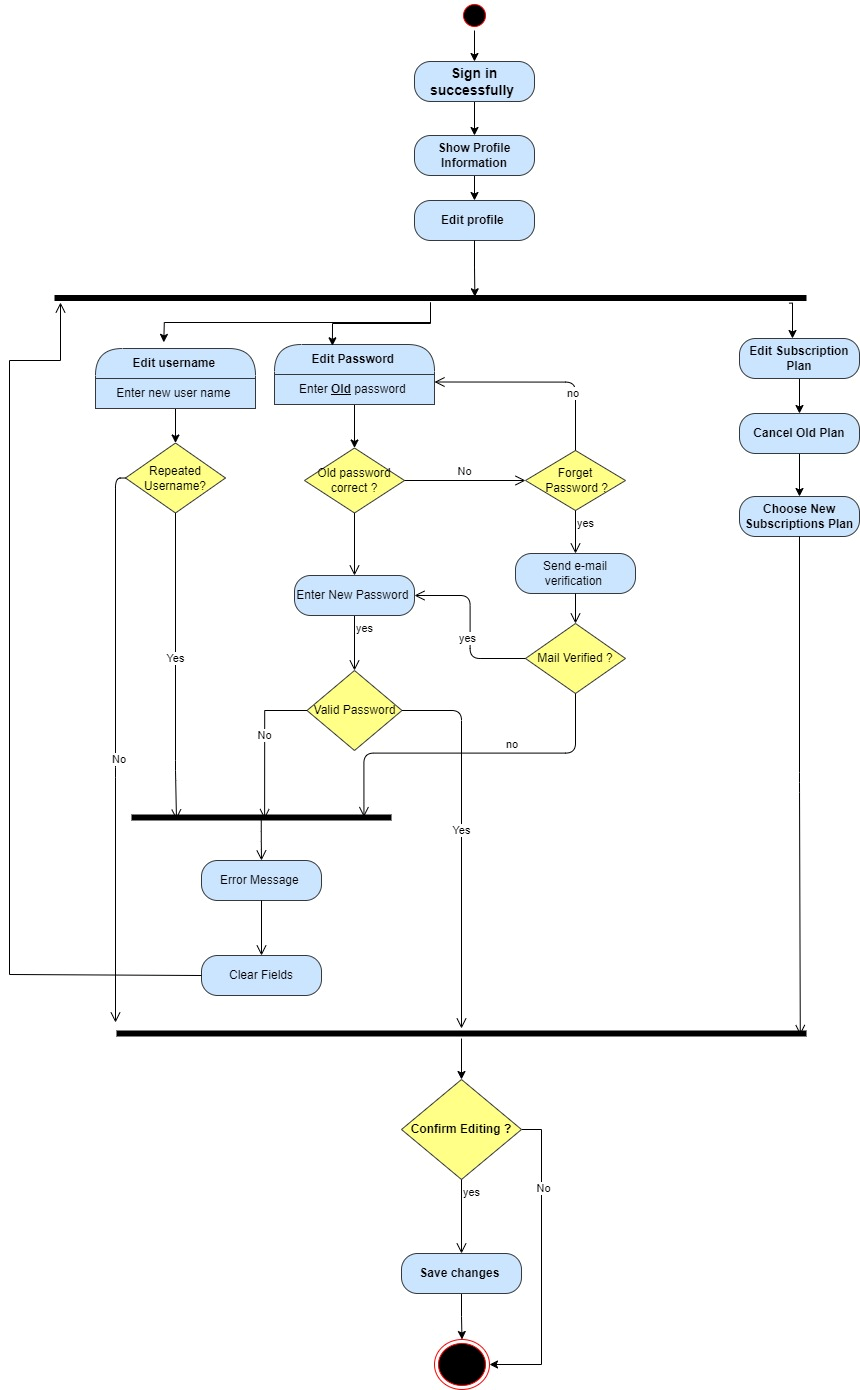 Sign in
successfully
Show Profile
Information
Edit profile
Edit username
Enter new user name
Edit Password
Enter Old password
Edit Subscription
Plan
no
Cancel Old Plan
Repeated
Username?
Old password
correct ?
No
Forget
Password ?
Choose New
Subscriptions Plan
yes
Send e-mail
verification
Enter New Password
yes
yes
Mail Verified ?
Yes
Valid Password
No
no
No
Yes
Error Message
Clear Fields
Confirm Editing ?
yes
No
Save changes